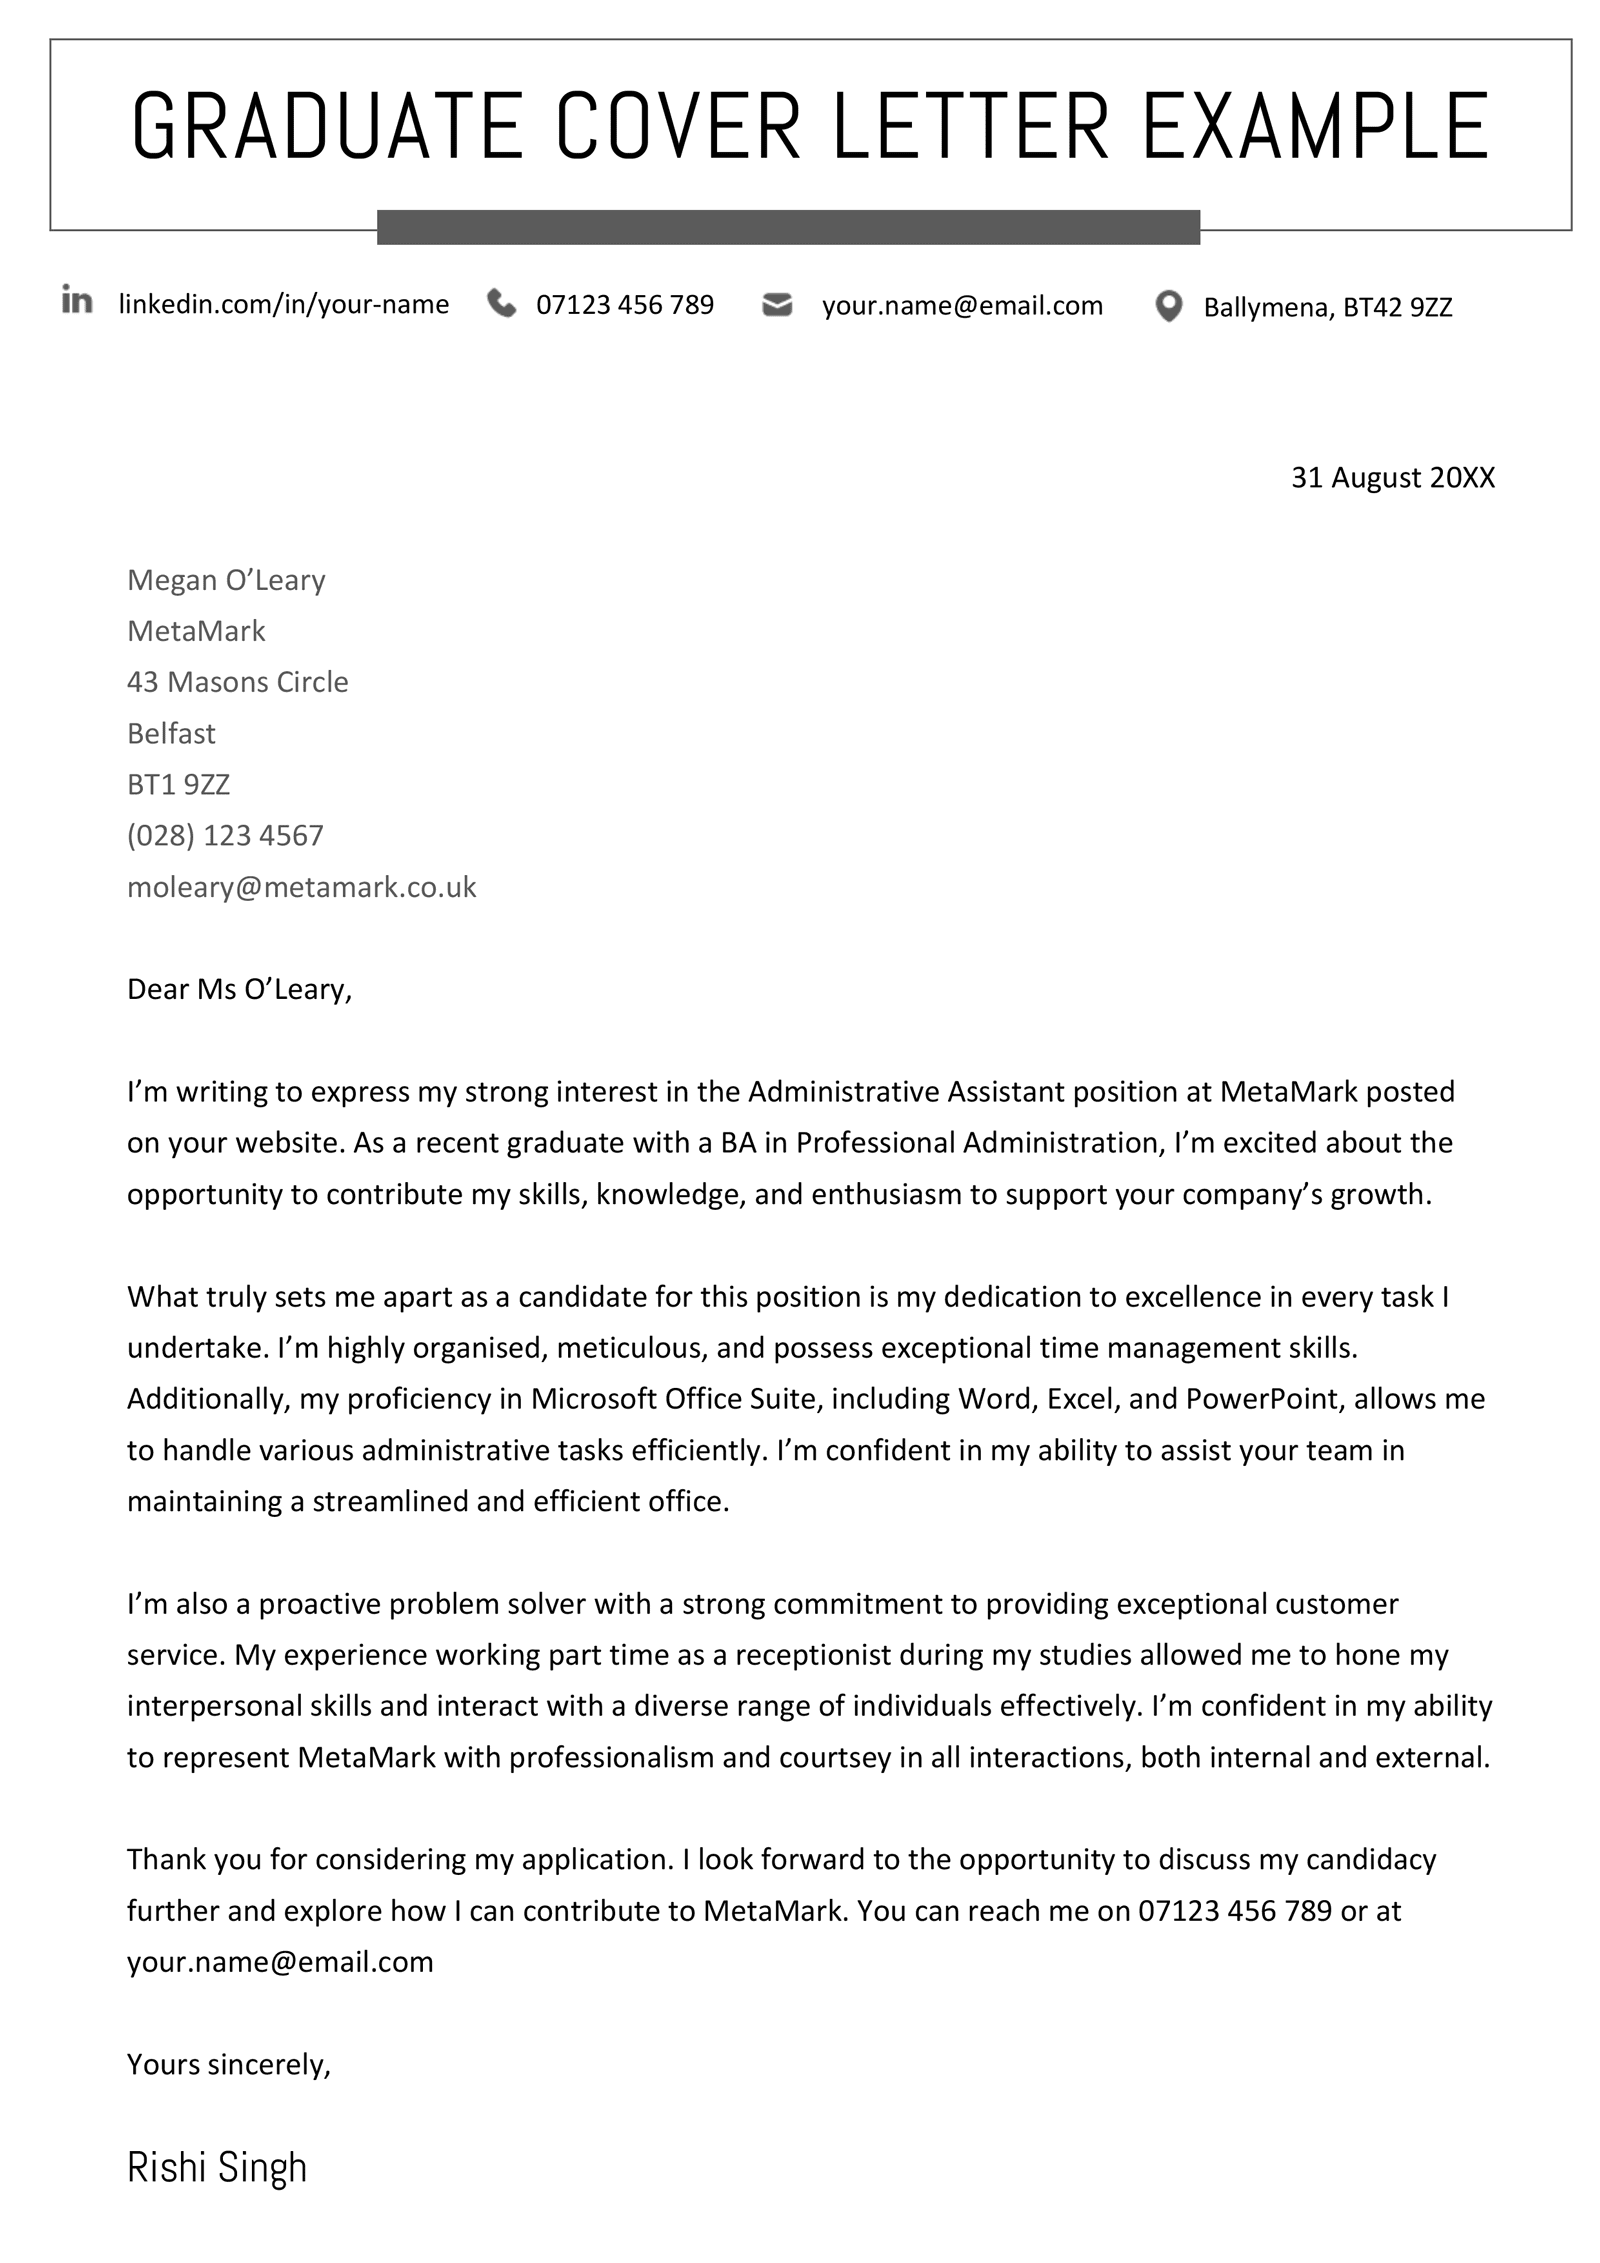 GRADUATE COVER LETTER EXAMPLE
linkedin.com/in/your-name 07123 456 789 your.name@email.com Ballymena, BT42 9ZZ
31 August 20XX
Megan O’Leary
MetaMark
43 Masons Circle
Belfast
BT1 9ZZ
(028) 123 4567
moleary@metamark.co.uk
Dear Ms O’Leary,
I’m writing to express my strong interest in the Administrative Assistant position at MetaMark posted
on your website. As a recent graduate with a BA in Professional Administration, I’m excited about the
opportunity to contribute my skills, knowledge, and enthusiasm to support your company’s growth.
What truly sets me apart as a candidate for this position is my dedication to excellence in every task I
undertake. I’m highly organised, meticulous, and possess exceptional time management skills.
Additionally, my proficiency in Microsoft Office Suite, including Word, Excel, and PowerPoint, allows me
to handle various administrative tasks efficiently. I’m confident in my ability to assist your team in
maintaining a streamlined and efficient office.
I’m also a proactive problem solver with a strong commitment to providing exceptional customer
service. My experience working part time as a receptionist during my studies allowed me to hone my
interpersonal skills and interact with a diverse range of individuals effectively. I’m confident in my ability
to represent MetaMark with professionalism and courtsey in all interactions, both internal and external.
Thank you for considering my application. I look forward to the opportunity to discuss my candidacy
further and explore how I can contribute to MetaMark. You can reach me on 07123 456 789 or at
your.name@email.com
Yours sincerely,
Rishi Singh